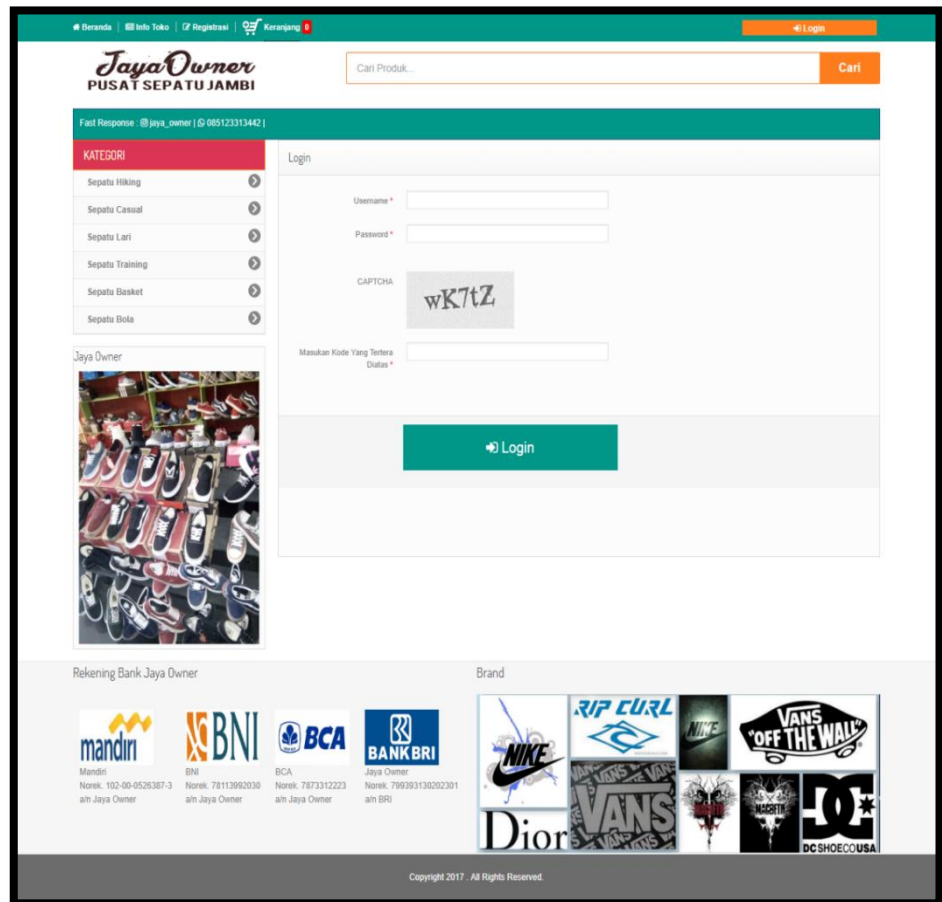 Beranda | Info Toko | Registrasi | Keranjang 0
Login
Jaya Owner
PUSAT SEPATU JAMBI
Cari Produk...
Cari
Fast Response : jaya_owner | 085123313442 |
KATEGORI
Sepatu Hiking
Sepatu Casual
Sepatu Lari
Sepatu Training
Sepatu Basket
Sepatu Bola
Jaya Owner
Login
Username *
Password *
CAPTCHA
wK7tZ
Masukan Kode Yang Tertera
Diatas *
Login
Rekening Bank Jaya Owner
mandiri
Mandiri
Norek. 102-00-0526387-3
a/n Jaya Owner
BNI
BNI
Norek. 78113992030
a/n Jaya Owner
BCA
BCA
Norek. 7873312223
a/n Jaya Owner
BANK BRI
Jaya Owner
Norek. 799393130202301
a/n BRI
Brand
NIKE
RIP CURL
NIKE
VANS
"OFF THE WALL"
Dior
VANS
MACBETH
MACBETH
DC
DCSHOECOUSA
Copyright 2017 . All Rights Reserved.